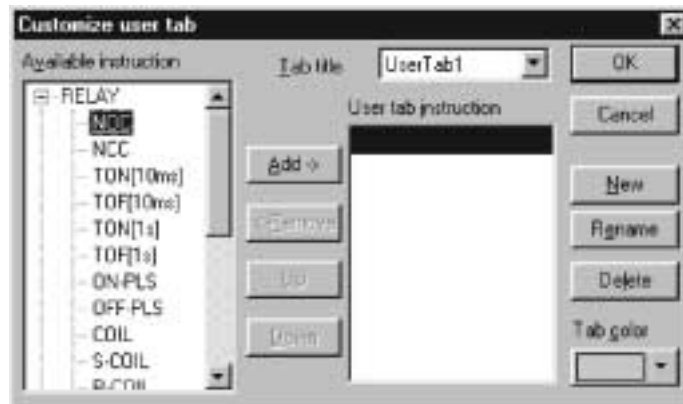 Customize user tab
Available instruction
Tab title
UserTab1
OK
RELAY
User tab instruction
Cancel
NOC
NCC
Add ->
TON[10ms]
New
TOF[10ms]
<-Remove
Rename
TON[1s]
TOF[1s]
Up
ON-PLS
Delete
OFF-PLS
Down
COIL
Tab color
S-COIL
R-COIL